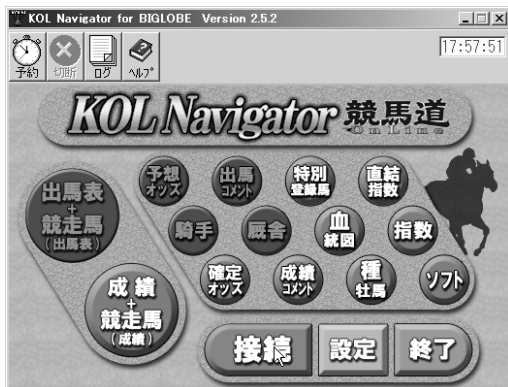 KOL Navigator for BIGLOBE Version 2.5.2
17:57:51
予約 切断 ログ ヘルプ
KOL Navigator 競馬道
OnLine
出馬表
+
競走馬
(出馬表)
予想
オッズ
出馬
コメント
特別
登録馬
直結
指数
騎手
厩舎
血
統図
指数
成績
+
競走馬
(成績)
確定
オッズ
成績
コメント
種
牡馬
ソフト
接続
設定
終了